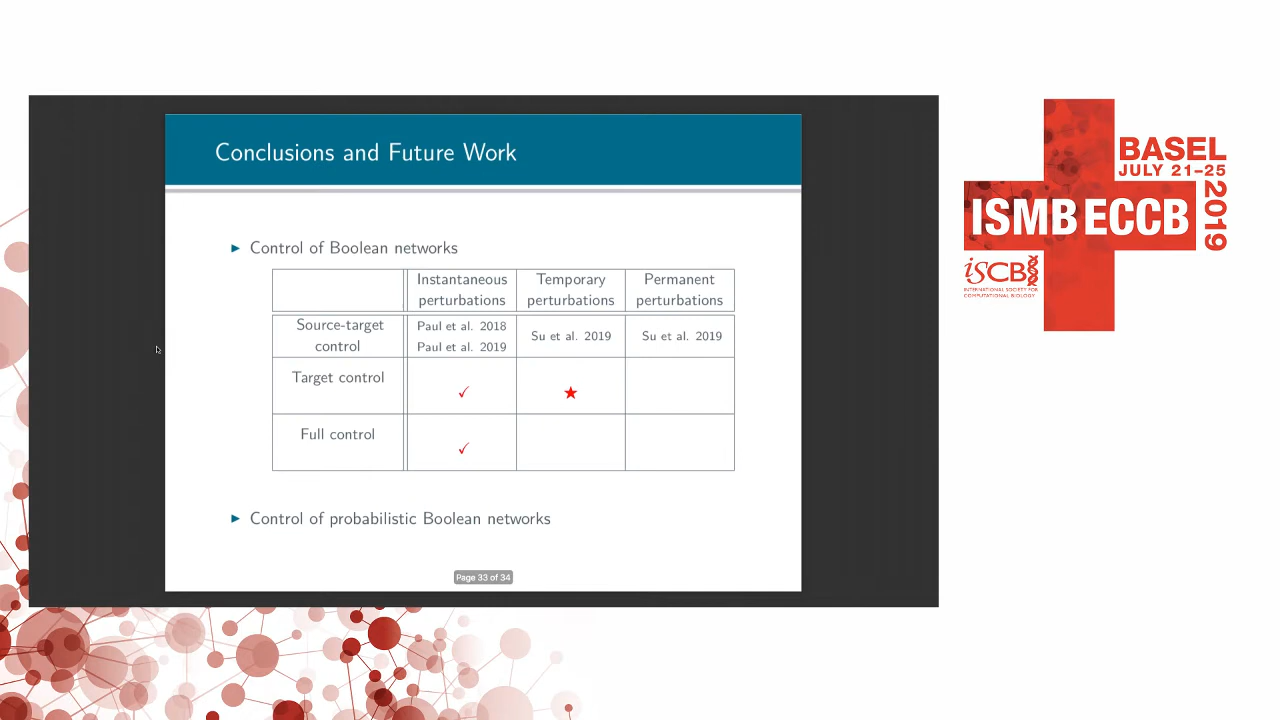 Conclusions and Future Work
► Control of Boolean networks
Instantaneous perturbations
Temporary perturbations
Permanent perturbations
Source-target control
Paul et al. 2018
Paul et al. 2019
Su et al. 2019
Su et al. 2019
Target control
✓
★
Full control
✓
► Control of probabilistic Boolean networks
Page 33 of 34
BASEL
JULY 21–25
2019
ISMB ECCB
iSCB
INTERNATIONAL SOCIETY FOR
COMPUTATIONAL BIOLOGY